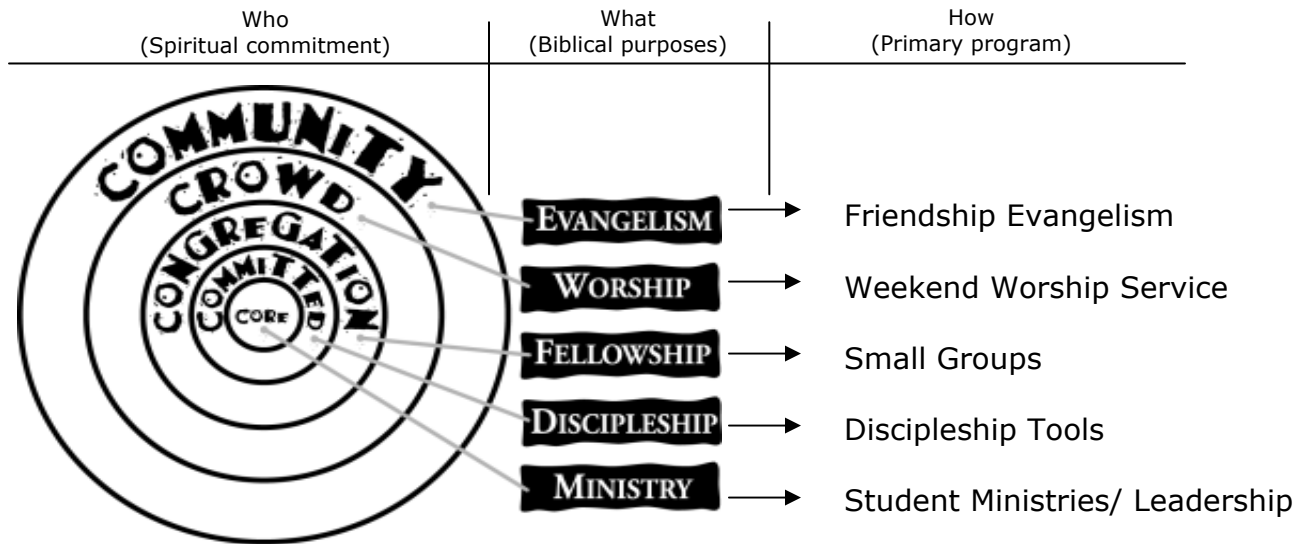 Who
(Spiritual commitment)
What
(Biblical purposes)
How
(Primary program)
COMMUNITY
CROWD
CONGREGATION
COMMITTED
CORE
EVANGELISM
Friendship Evangelism
WORSHIP
Weekend Worship Service
FELLOWSHIP
Small Groups
DISCIPLESHIP
Discipleship Tools
MINISTRY
Student Ministries/ Leadership